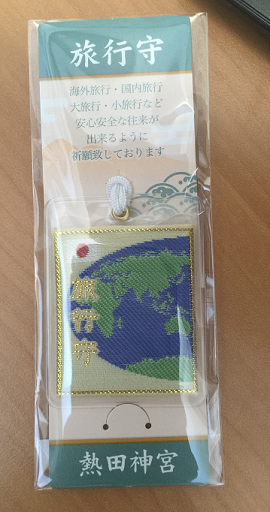 旅行守
海外旅行・国内旅行
大旅行・小旅行など
安心安全な往来が
出来るように
祈願致しております
旅行守
熱田神宮